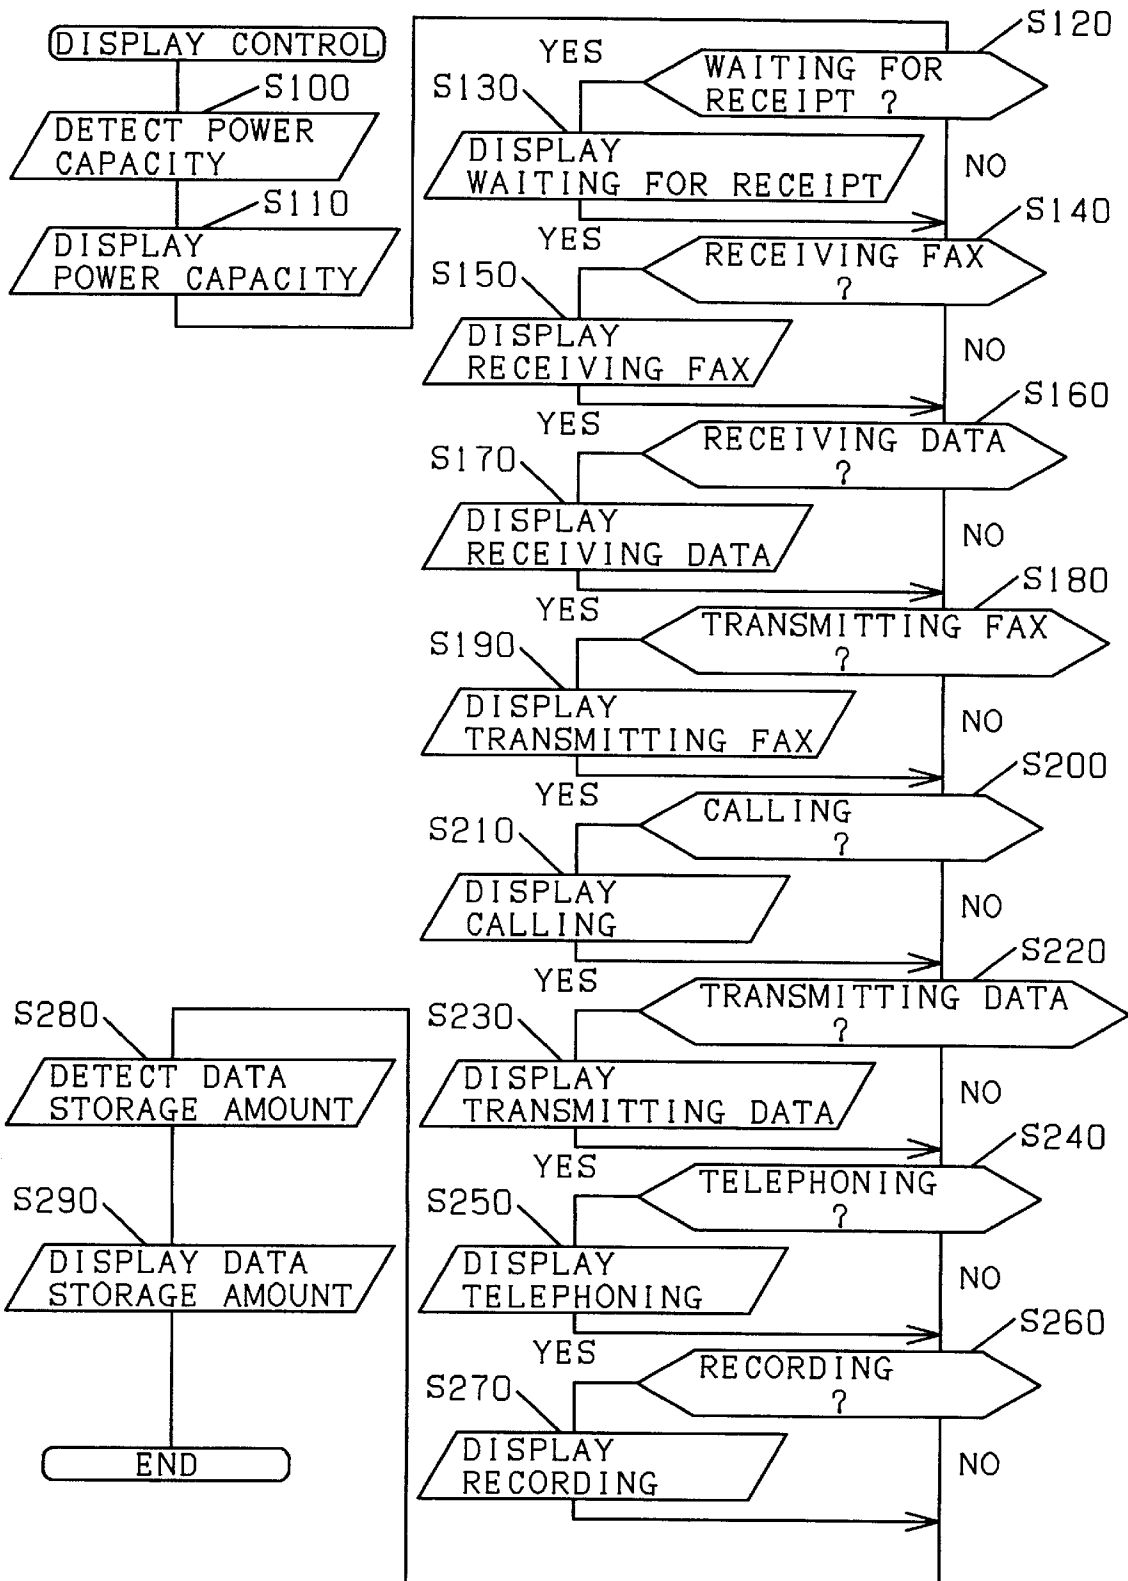 DISPLAY CONTROL
S100
DETECT POWER
CAPACITY
S110
DISPLAY
POWER CAPACITY
S120
YES
WAITING FOR
RECEIPT ?
S130
DISPLAY
WAITING FOR RECEIPT
NO
S140
YES
RECEIVING FAX
?
S150
DISPLAY
RECEIVING FAX
NO
S160
YES
RECEIVING DATA
?
S170
DISPLAY
RECEIVING DATA
NO
S180
YES
TRANSMITTING FAX
?
S190
DISPLAY
TRANSMITTING FAX
NO
S200
YES
CALLING
?
S210
DISPLAY
CALLING
NO
S220
YES
TRANSMITTING DATA
?
S230
DISPLAY
TRANSMITTING DATA
NO
S240
YES
TELEPHONING
?
S250
DISPLAY
TELEPHONING
NO
S260
YES
RECORDING
?
S270
DISPLAY
RECORDING
NO
S280
DETECT DATA
STORAGE AMOUNT
S290
DISPLAY DATA
STORAGE AMOUNT
END